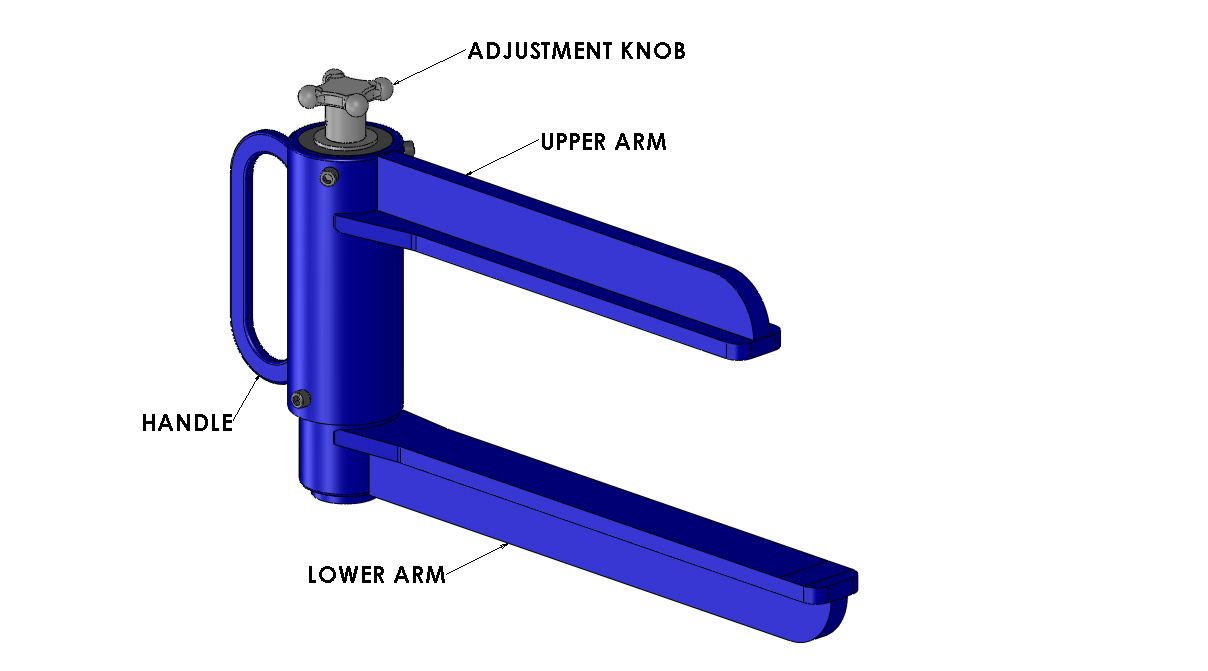 ADJUSTMENT KNOB
UPPER ARM
HANDLE
LOWER ARM